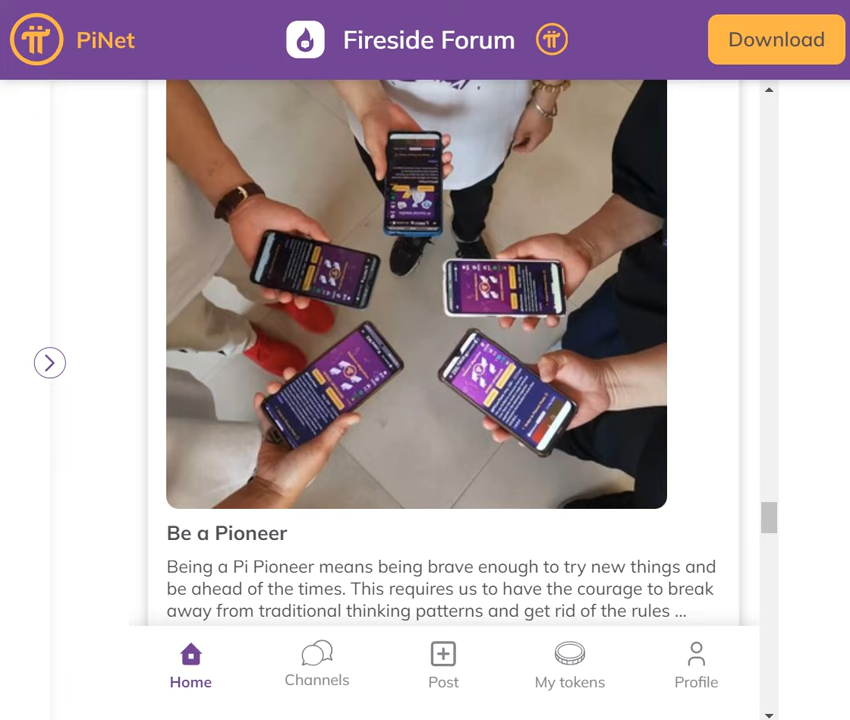 PiNet
Fireside Forum
Download
Be a Pioneer
Being a Pi Pioneer means being brave enough to try new things and
be ahead of the times. This requires us to have the courage to break
away from traditional thinking patterns and get rid of the rules ...
Home
Channels
Post
My tokens
Profile